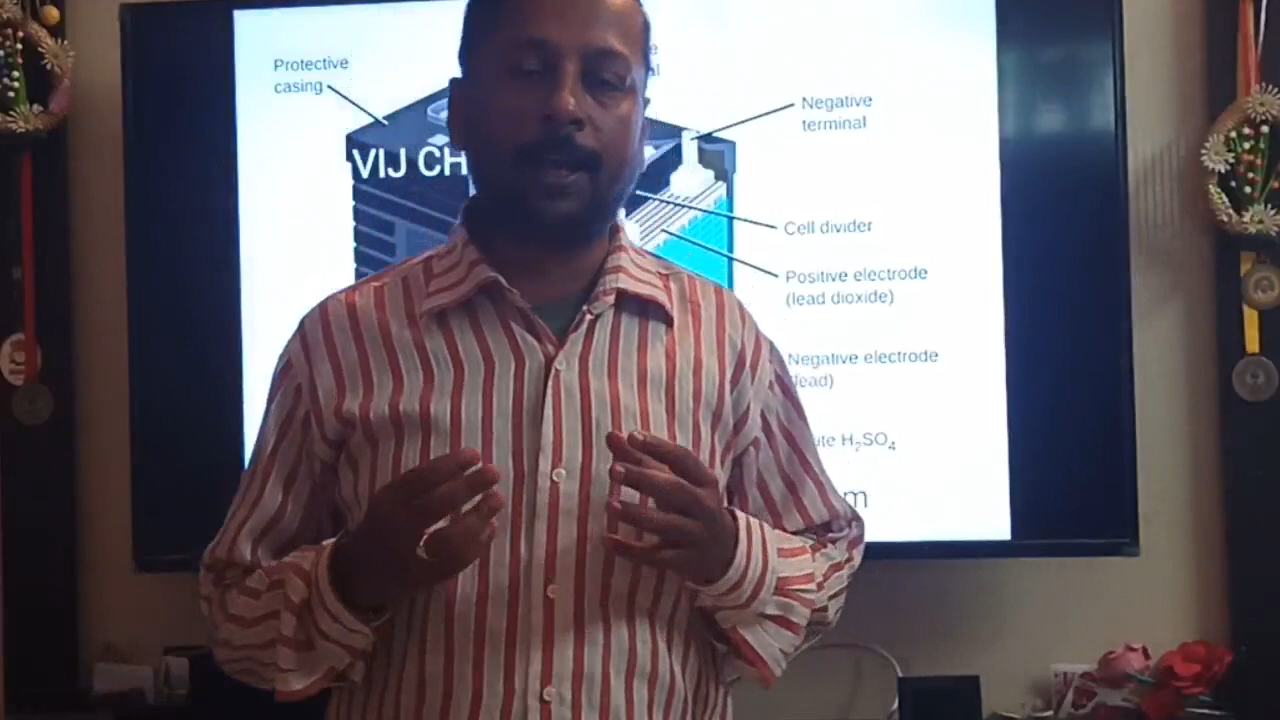 Protective
casing
Negative
terminal
VIJ CH
Cell divider
Positive electrode
(lead dioxide)
Negative electrode
(lead)
H₂SO₄